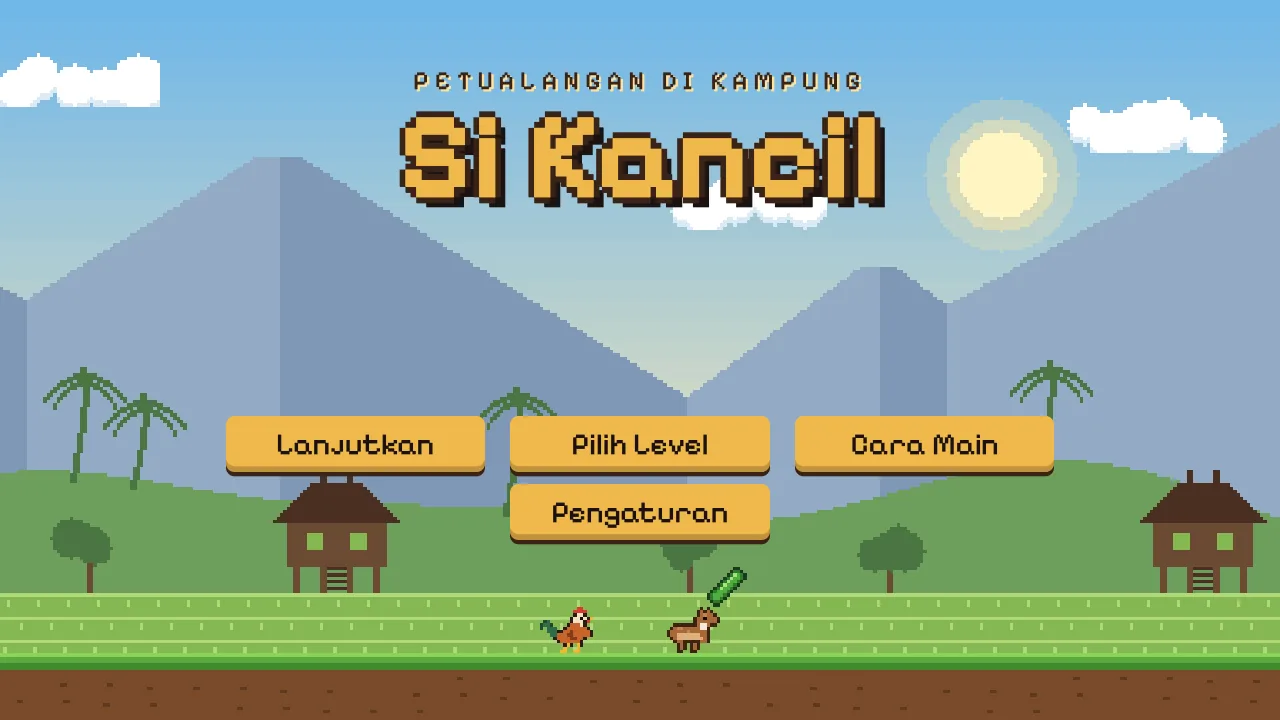 PETUALANGAN DI KAMPUNG
Si Kancil
Lanjutkan
Pilih Level
Cara Main
Pengaturan